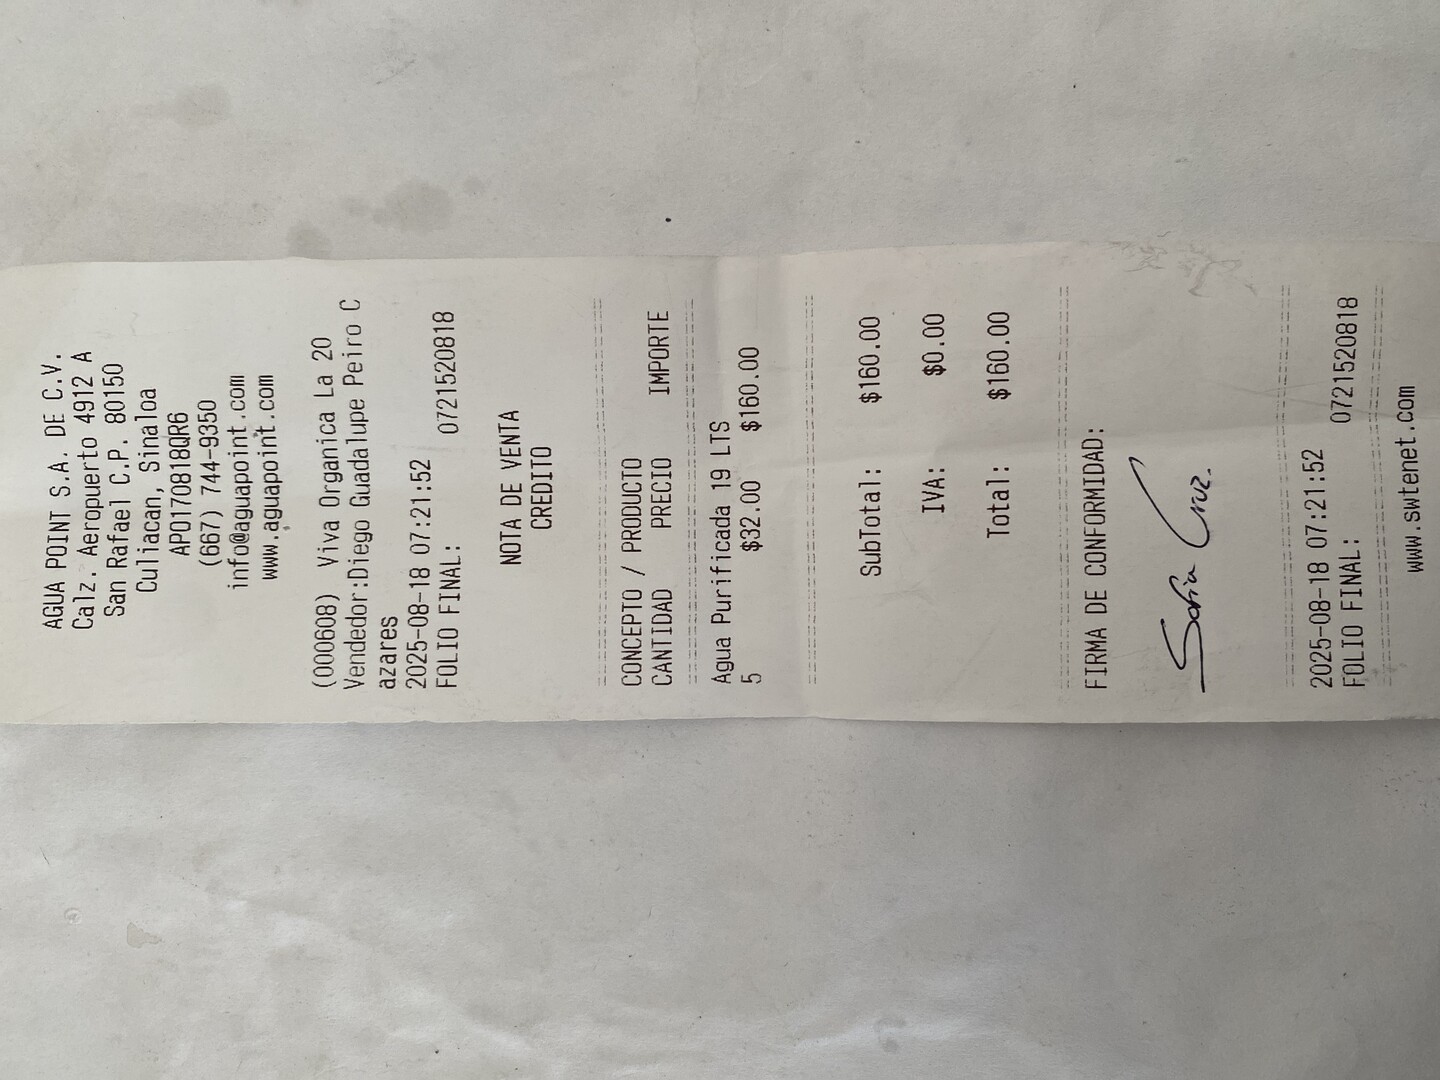 AGUA POINT S.A. DE C.V.
Calz. Aeropuerto 4912 A
San Rafael C.P. 80150
Culiacan, Sinaloa
APO170818QR6
(667) 744-9350
info@aguapoint.com
www.aguapoint.com
(000608) Viva Organica La 20
Vendedor:Diego Guadalupe Peiro C
azares
2025-08-18 07:21:52
FOLIO FINAL: 0721520818
NOTA DE VENTA
CREDITO
CONCEPTO / PRODUCTO
CANTIDAD PRECIO IMPORTE
Agua Purificada 19 LTS
5 $32.00 $160.00
SubTotal: $160.00
IVA: $0.00
Total: $160.00
FIRMA DE CONFORMIDAD:
Sofia Cruz.
2025-08-18 07:21:52
FOLIO FINAL: 0721520818
www.swtenet.com